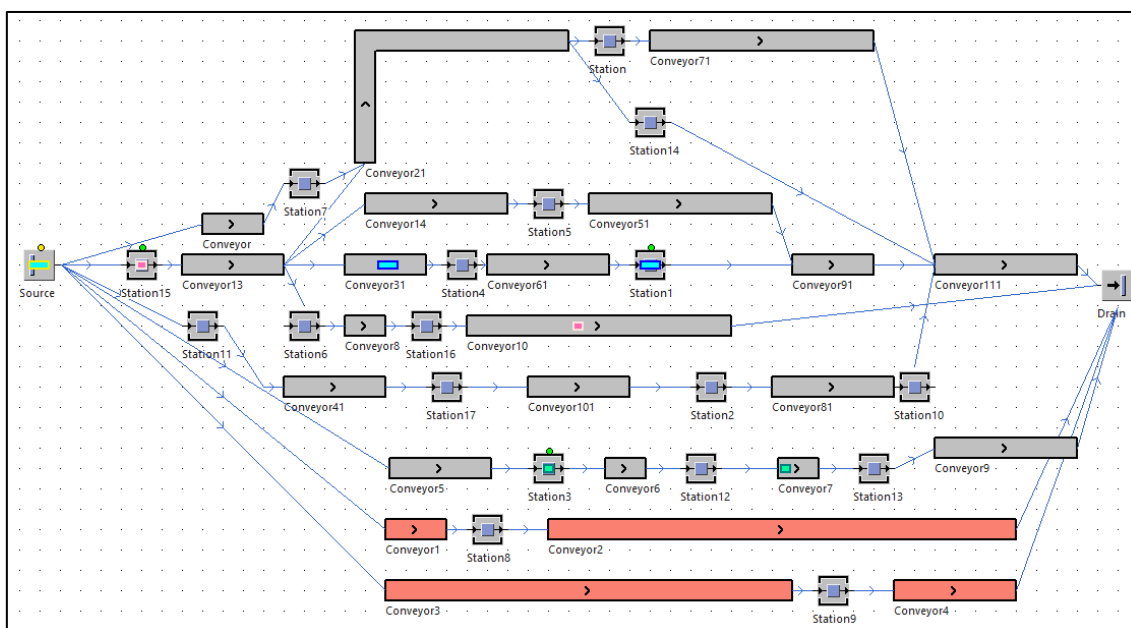 Station
Conveyor71
Station14
Conveyor21
Station7
Conveyor14
Station5
Conveyor51
Conveyor
Source
Station15
Conveyor13
Conveyor31
Station4
Conveyor61
Station1
Conveyor91
Conveyor111
Drain
Station11
Station6
Conveyor8
Station16
Conveyor10
Conveyor41
Station17
Conveyor101
Station2
Conveyor81
Station10
Conveyor5
Station3
Conveyor6
Station12
Conveyor7
Station13
Conveyor9
Conveyor1
Station8
Conveyor2
Conveyor3
Station9
Conveyor4